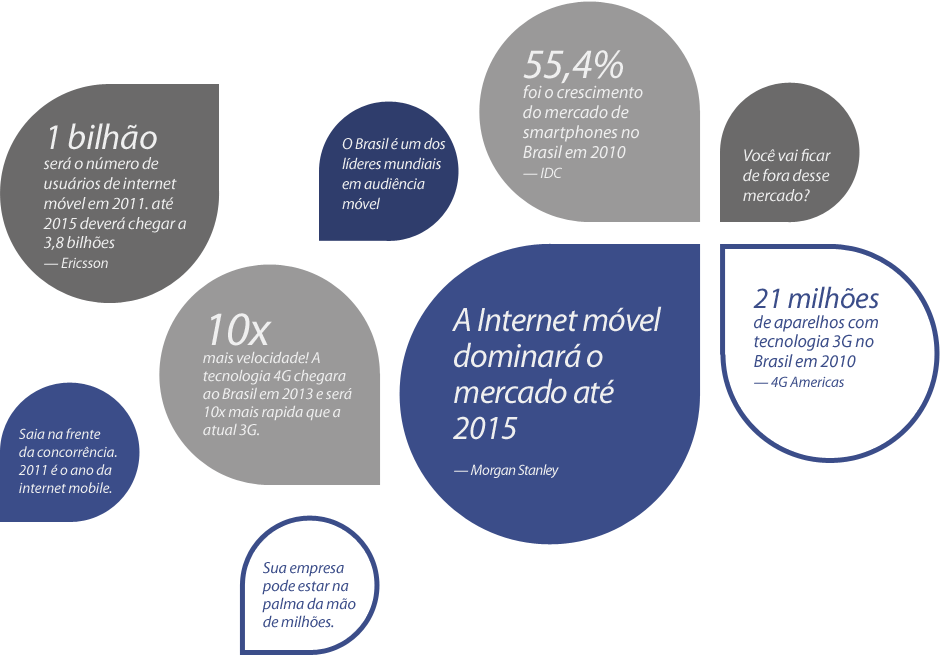 1 bilhão
será o número de
usuários de internet
móvel em 2011. até
2015 deverá chegar a
3,8 bilhões
— Ericsson
O Brasil é um dos
líderes mundiais
em audiência
móvel
55,4%
foi o crescimento
do mercado de
smartphones no
Brasil em 2010
— IDC
Você vai ficar
de fora desse
mercado?
10x
mais velocidade! A
tecnologia 4G chegara
ao Brasil em 2013 e será
10x mais rapida que a
atual 3G.
A Internet móvel
dominará o
mercado até
2015
— Morgan Stanley
21 milhões
de aparelhos com
tecnologia 3G no
Brasil em 2010
— 4G Americas
Saia na frente
da concorrência.
2011 é o ano da
internet mobile.
Sua empresa
pode estar na
palma da mão
de milhões.